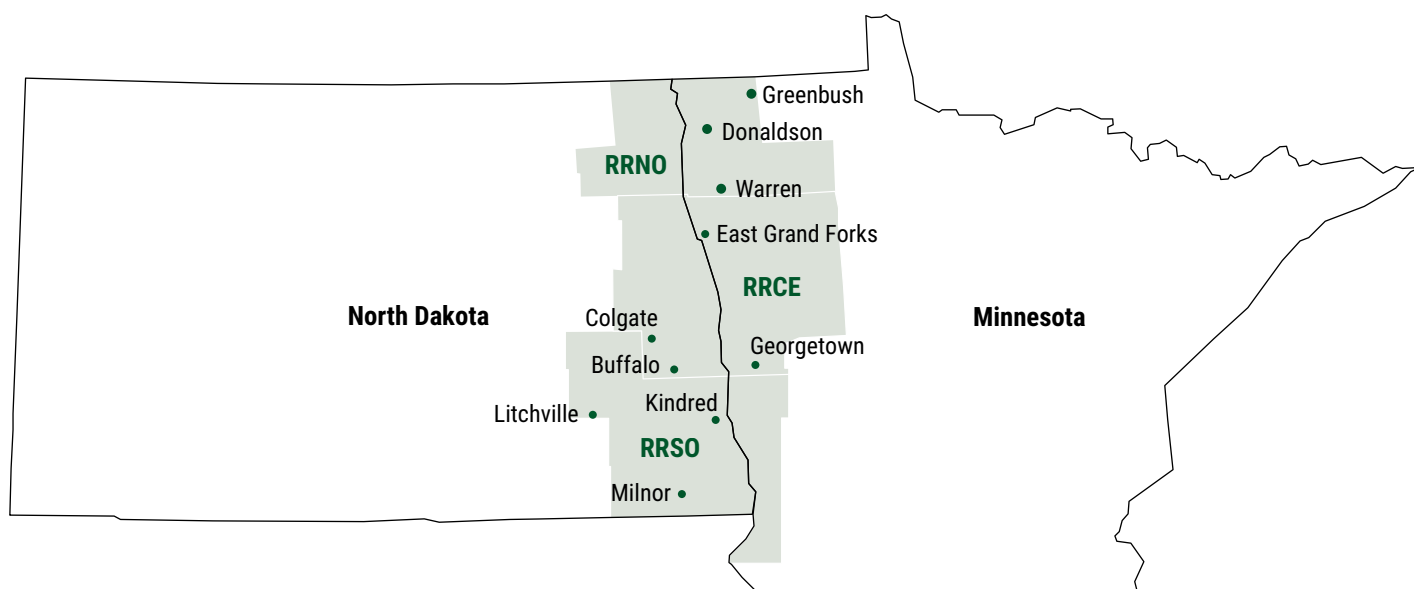 Greenbush
Donaldson
RRNO
Warren
East Grand Forks
RRCE
North Dakota
Colgate
Minnesota
Georgetown
Buffalo
Kindred
Litchville
RRSO
Milnor